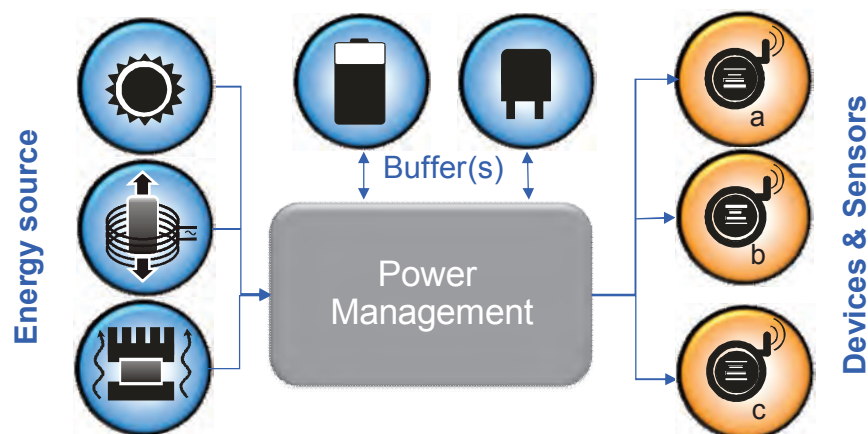 Energy source
Buffer(s)
Power
Management
a
b
c
Devices & Sensors
~